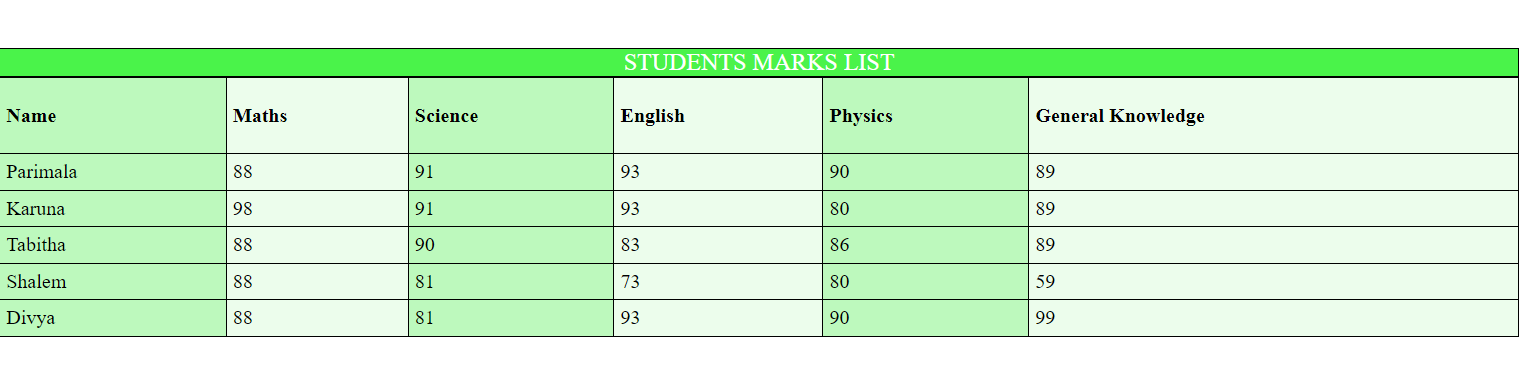 STUDENTS MARKS LIST
Name Maths Science English Physics General Knowledge
Parimala 88 91 93 90 89
Karuna 98 91 93 80 89
Tabitha 88 90 83 86 89
Shalem 88 81 73 80 59
Divya 88 81 93 90 99